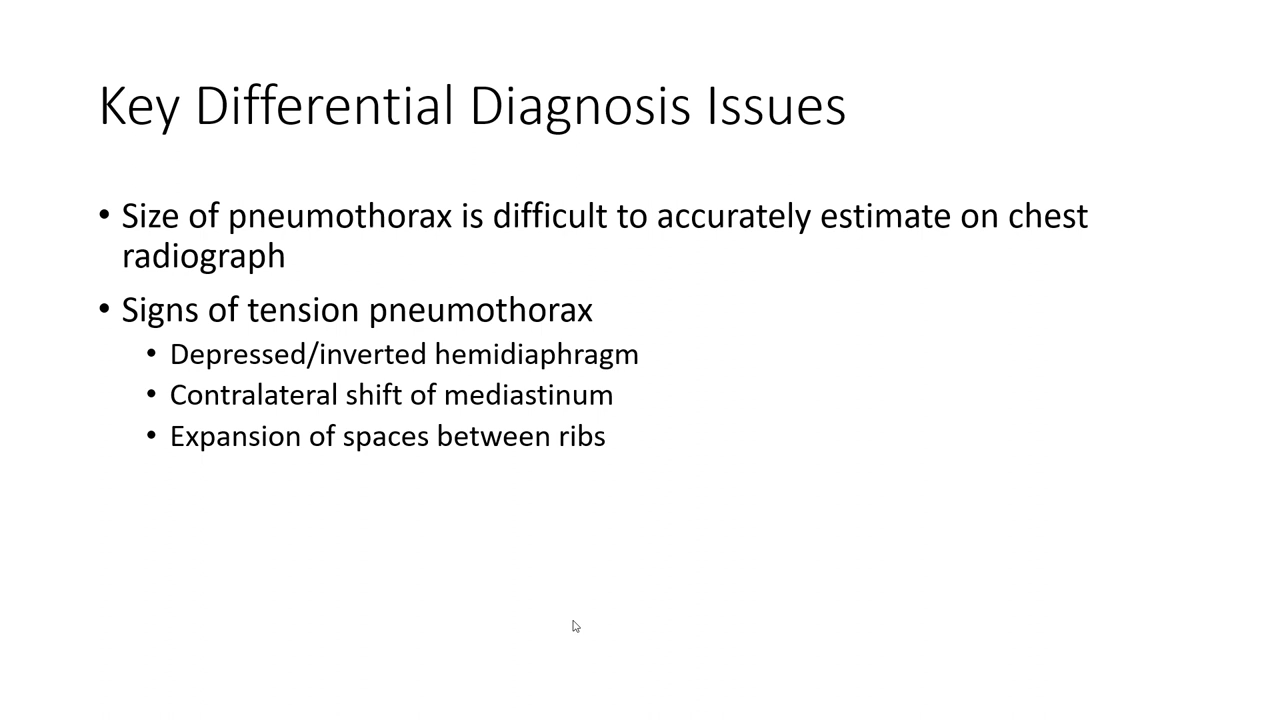 Key Differential Diagnosis Issues
• Size of pneumothorax is difficult to accurately estimate on chest
radiograph
• Signs of tension pneumothorax
• Depressed/inverted hemidiaphragm
• Contralateral shift of mediastinum
• Expansion of spaces between ribs